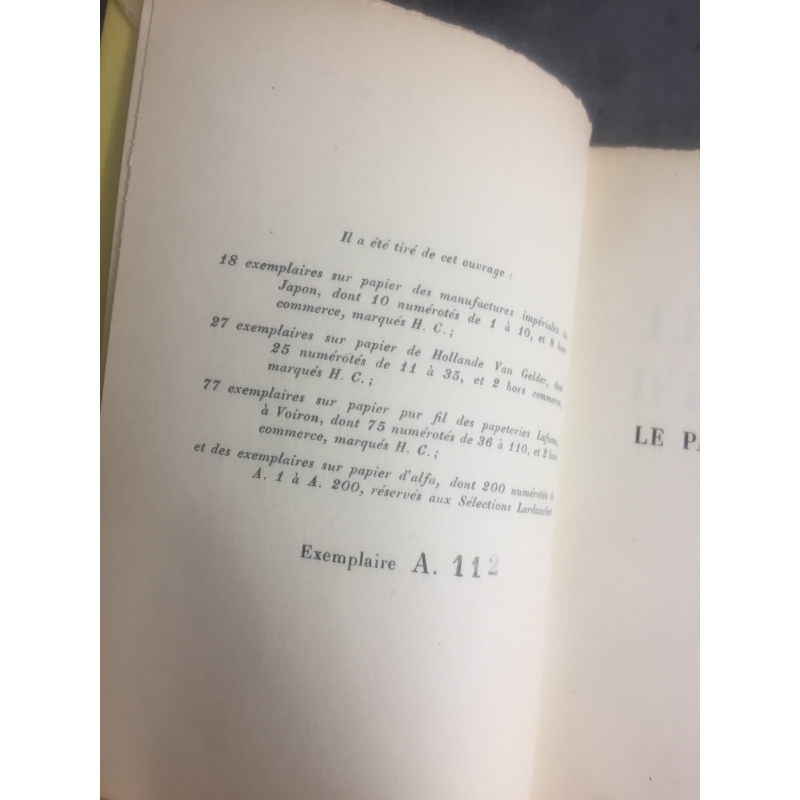 Il a été tiré de cet ouvrage :
18 exemplaires sur papier des manufactures impériales du
Japon, dont 10 numérotés de 1 à 10, et 8 hors
commerce, marqués H. C. ;
27 exemplaires sur papier de Hollande Van Gelder, dont
25 numérotés de 11 à 35, et 2 hors commerce,
marqués H. C. ;
77 exemplaires sur papier pur fil des papeteries Lafuma,
à Voiron, dont 75 numérotés de 36 à 110, et 2 hors
commerce, marqués H. C. ;
et des exemplaires sur papier d'alfa, dont 200 numérotés de
A. 1 à A. 200, réservés aux Sélections Lardanchet.
Exemplaire A. 112
LE PA